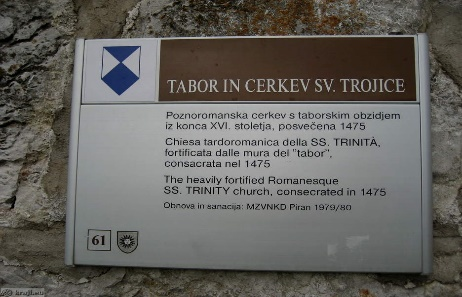 TABOR IN CERKEV SV. TROJICE
Poznoromanska cerkev s taborskim obzidjem
iz konca XVI. stoletja, posvečena 1475
Chiesa tardoromanica della SS. TRINITÀ,
fortificata dalle mura del "tabor",
consacrata nel 1475
The heavily fortified Romanesque
SS. TRINITY church, consecrated in 1475
Obnova in sanacija: MZVNKD Piran 1979/80
61